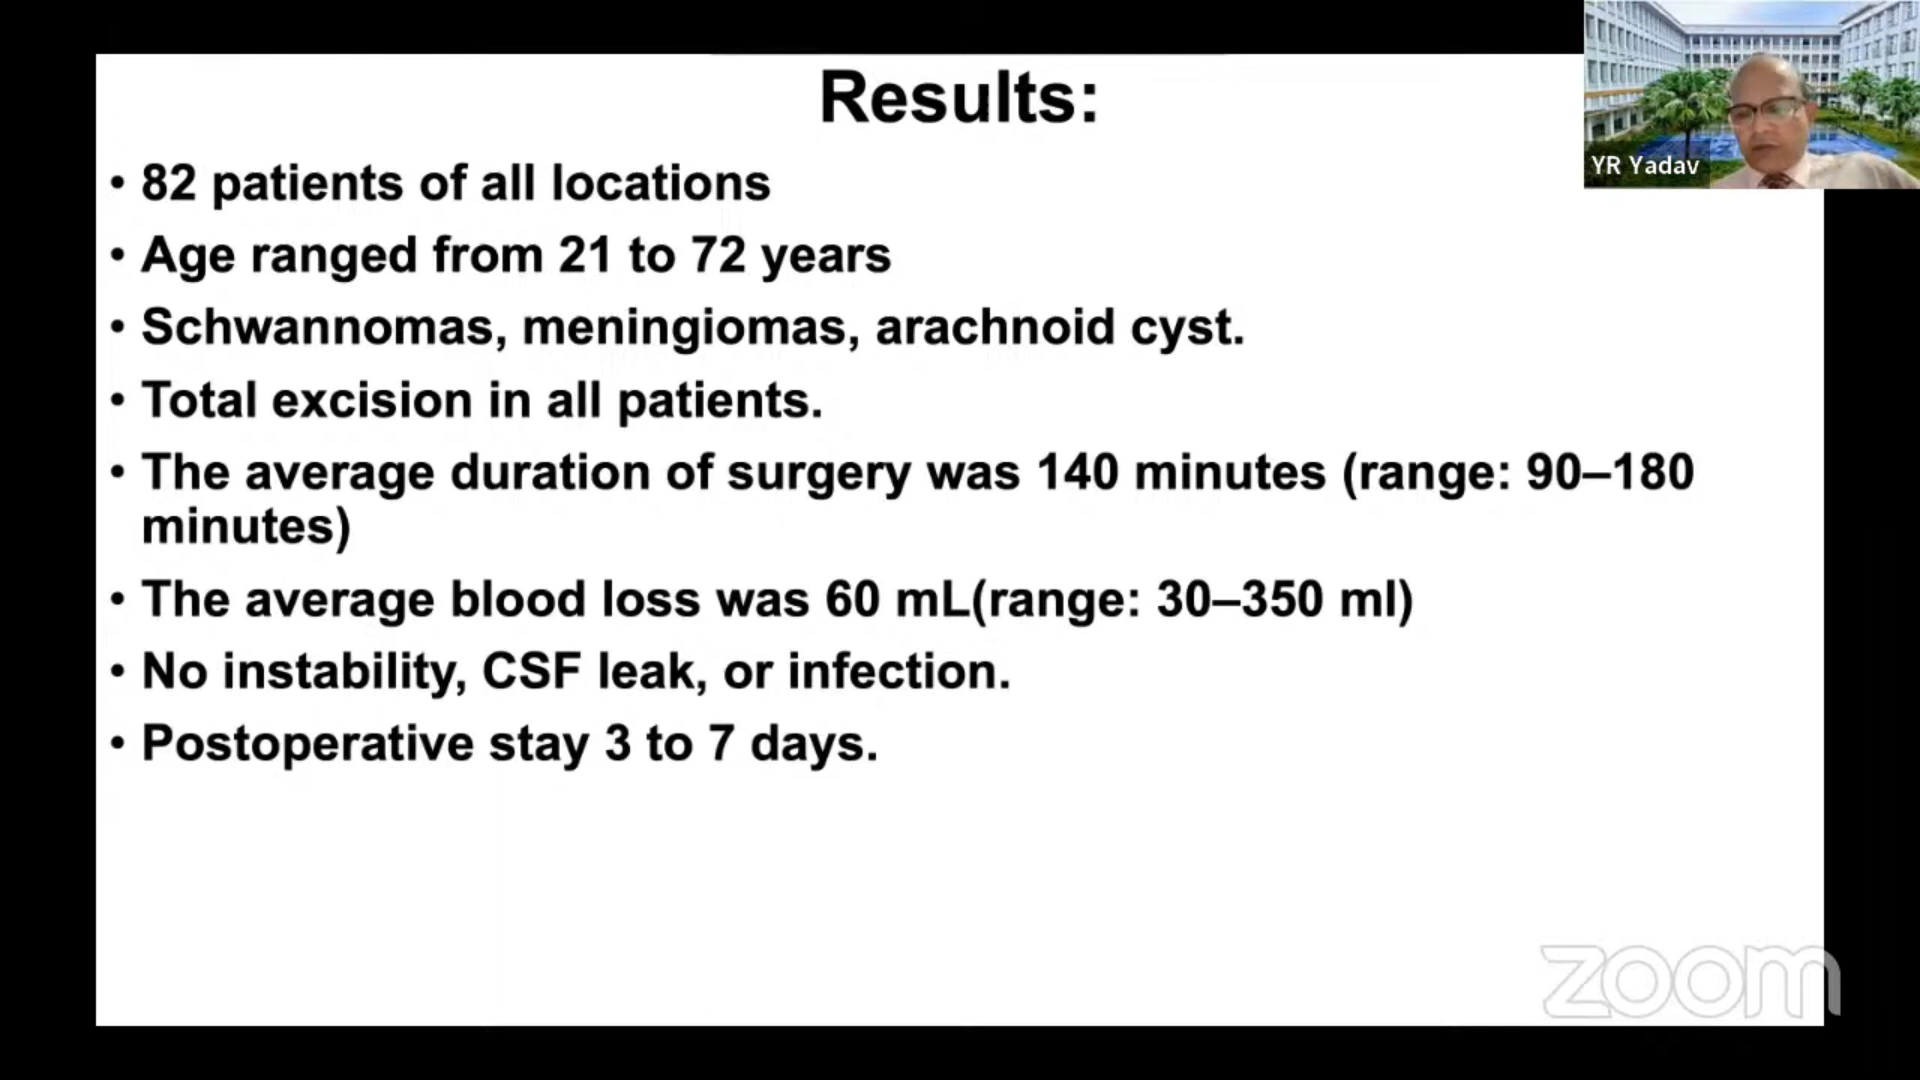 Results:
YR Yadav
• 82 patients of all locations
• Age ranged from 21 to 72 years
• Schwannomas, meningiomas, arachnoid cyst.
• Total excision in all patients.
• The average duration of surgery was 140 minutes (range: 90–180
minutes)
• The average blood loss was 60 mL(range: 30–350 ml)
• No instability, CSF leak, or infection.
• Postoperative stay 3 to 7 days.
zoom